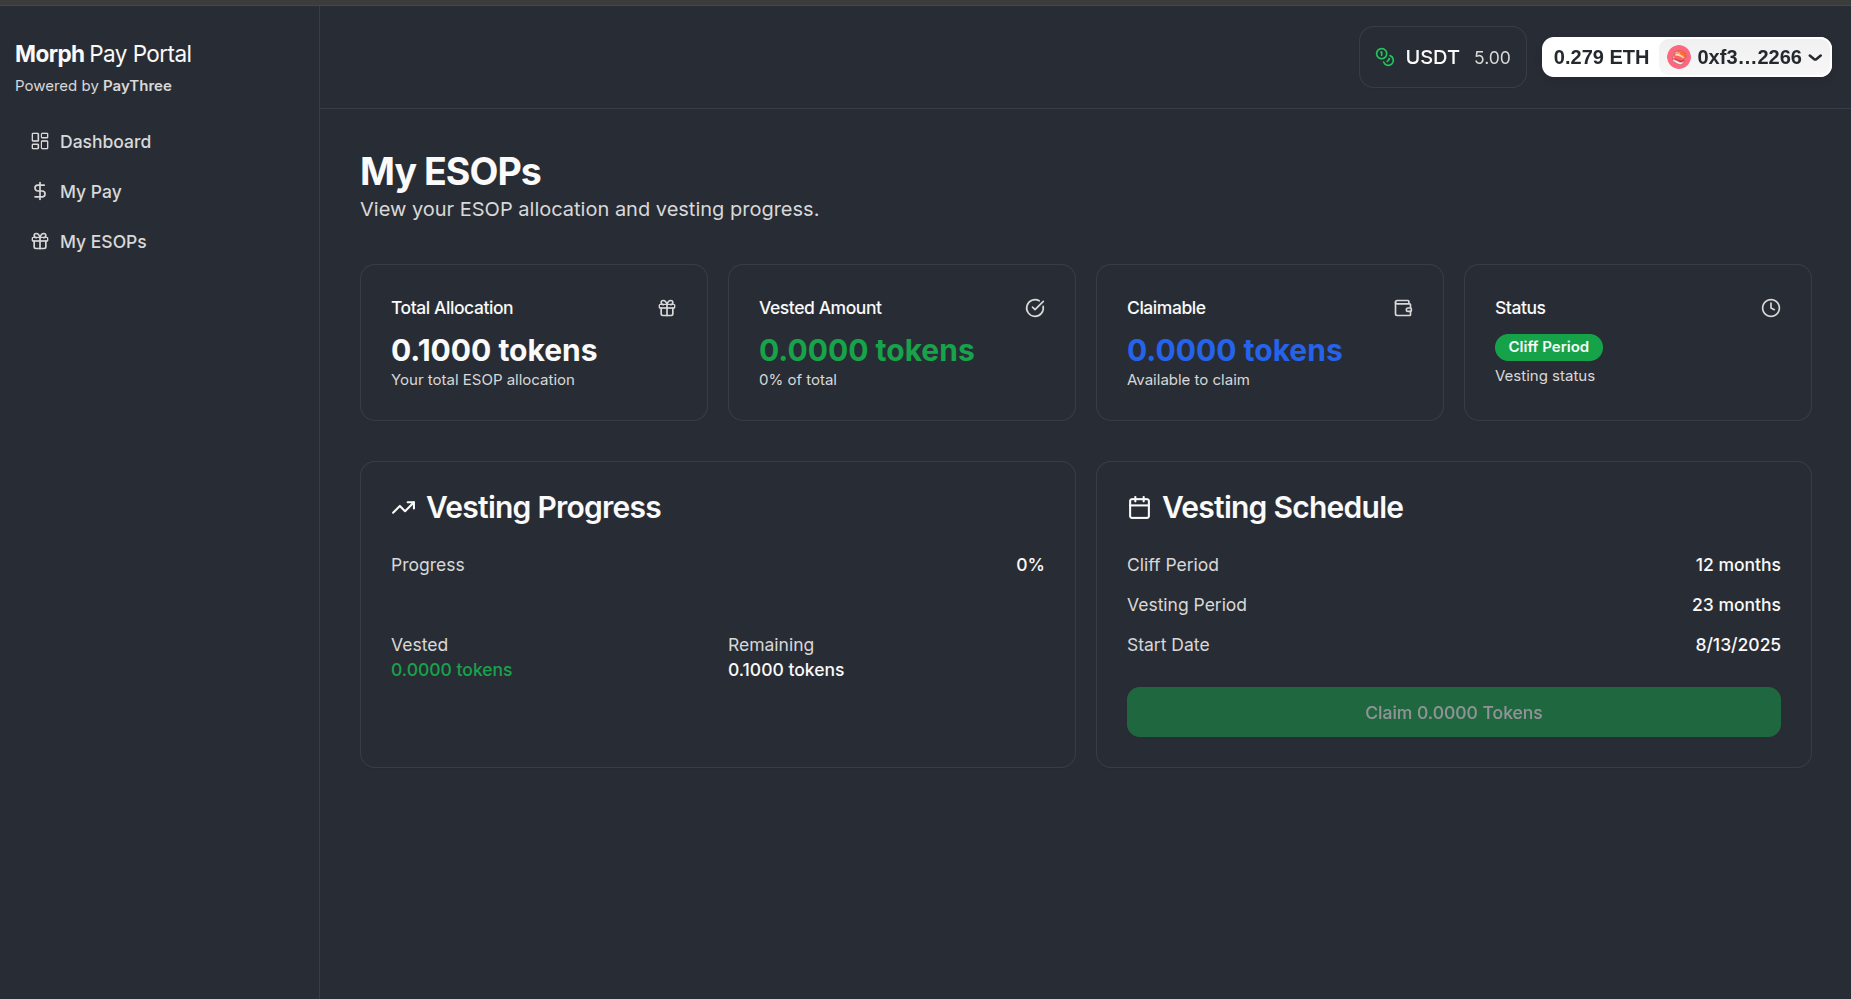 Morph Pay Portal
Powered by PayThree
Dashboard
My Pay
My ESOPs
USDT 5.00
0.279 ETH 0xf3...2266
My ESOPs
View your ESOP allocation and vesting progress.
Total Allocation
0.1000 tokens
Your total ESOP allocation
Vested Amount
0.0000 tokens
0% of total
Claimable
0.0000 tokens
Available to claim
Status
Cliff Period
Vesting status
Vesting Progress
Progress 0%
Vested
0.0000 tokens
Remaining
0.1000 tokens
Vesting Schedule
Cliff Period 12 months
Vesting Period 23 months
Start Date 8/13/2025
Claim 0.0000 Tokens